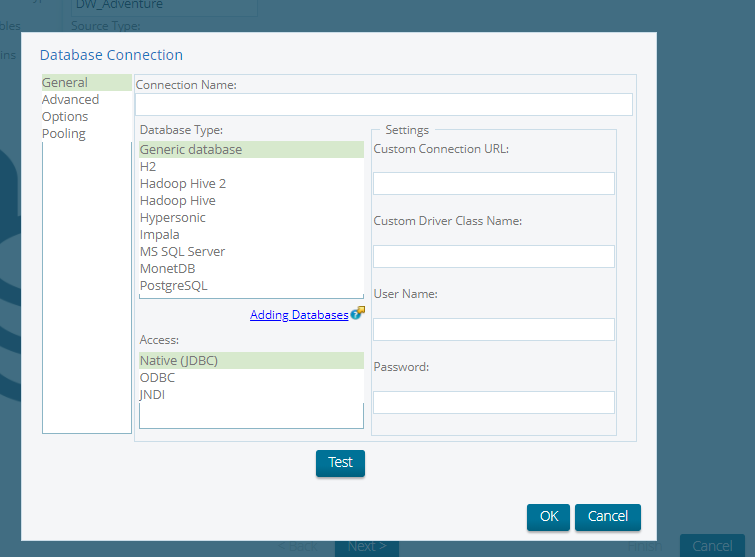 DW_Adventure
Source Type:
Database Connection
General
Advanced
Options
Pooling
Connection Name:
Database Type:
Generic database
H2
Hadoop Hive 2
Hadoop Hive
Hypersonic
Impala
MS SQL Server
MonetDB
PostgreSQL
Adding Databases
Access:
Native (JDBC)
ODBC
JNDI
Settings
Custom Connection URL:
Custom Driver Class Name:
User Name:
Password:
Test
OK
Cancel
Next >
Cancel